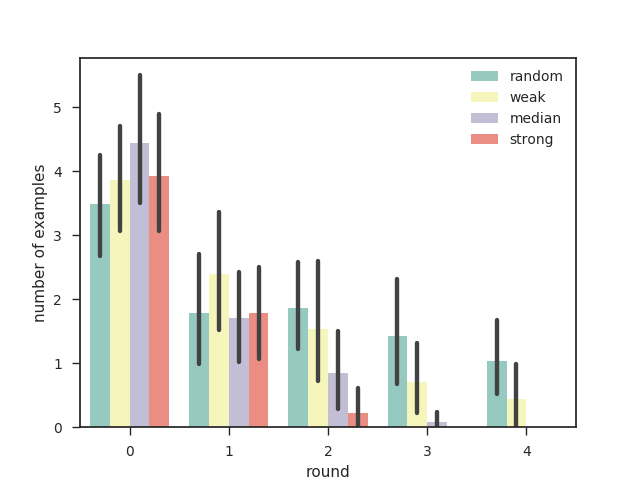 random
weak
median
strong
number of examples
5
4
3
2
1
0
0 1 2 3 4
round